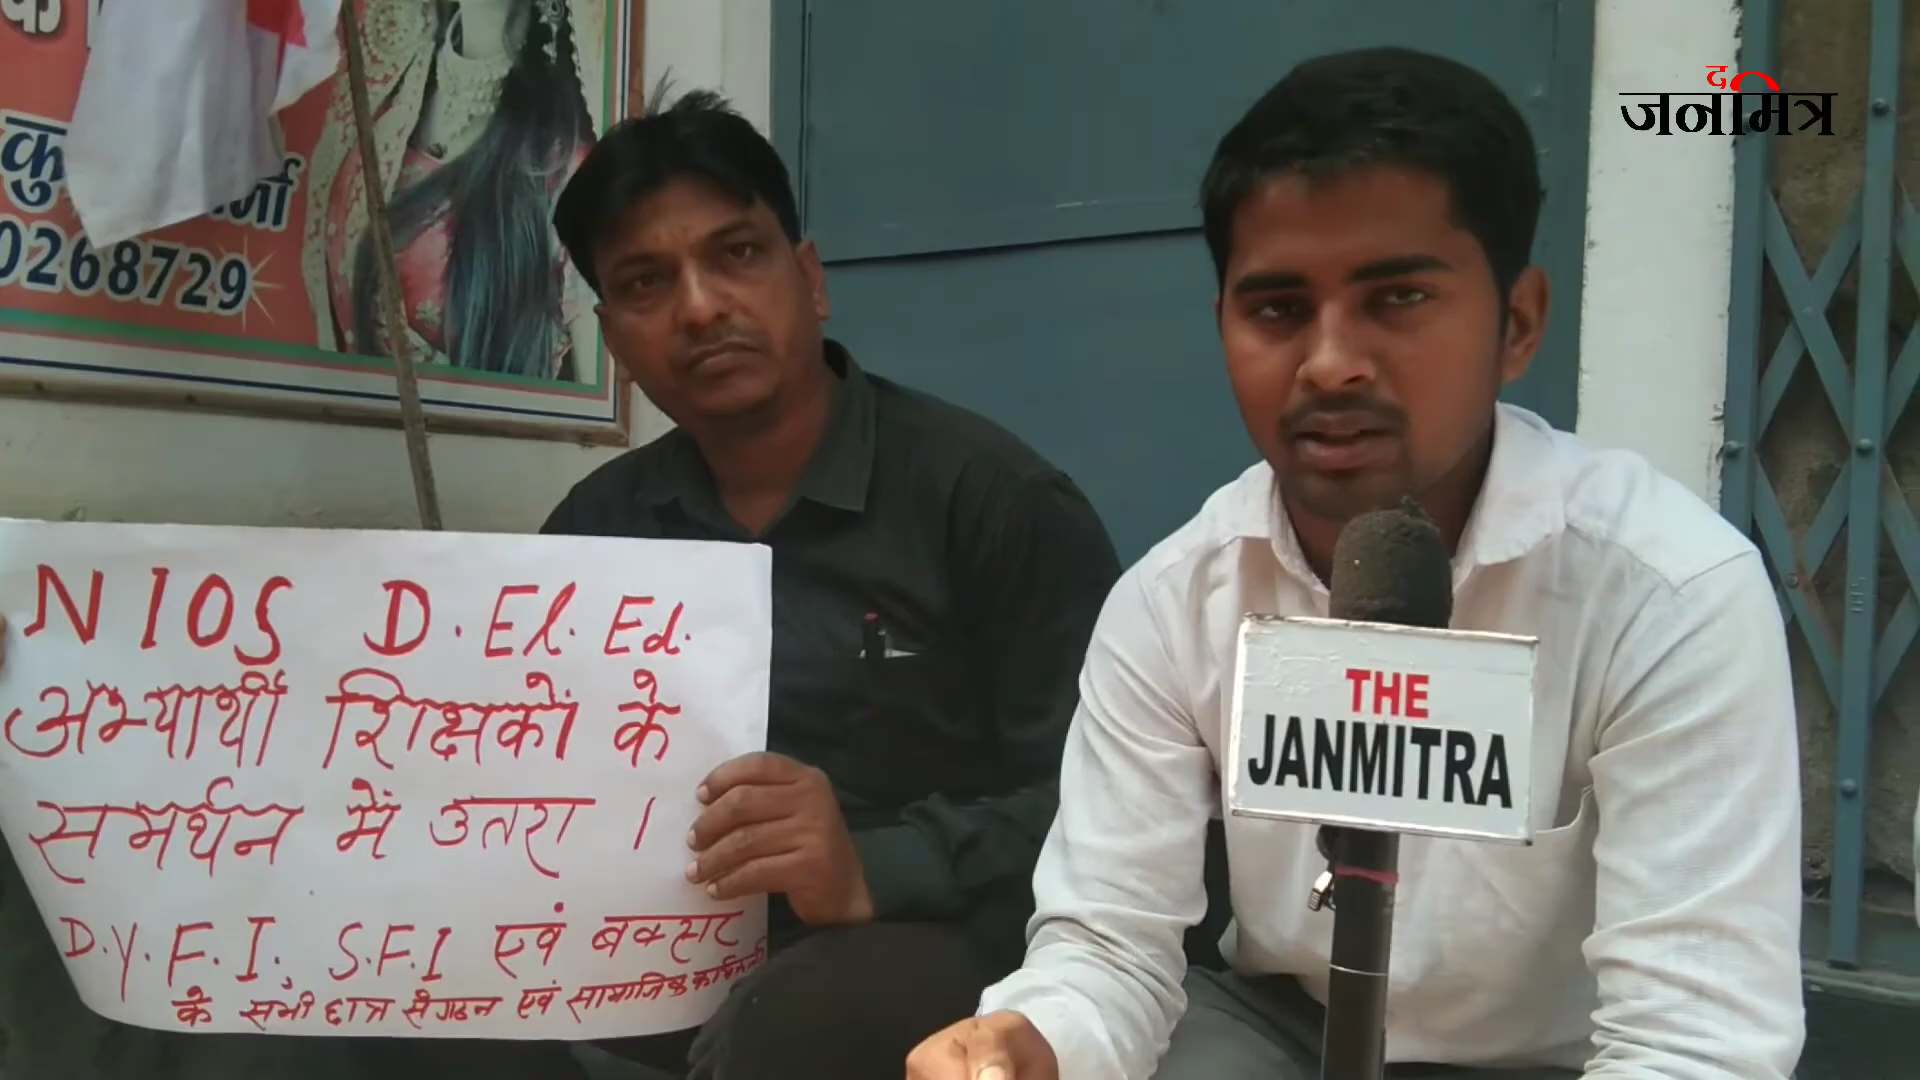 द
जनमित्र
0268729
NIOS D.El.Ed.
अभ्यार्थी शिक्षकों के
समर्थन में उतरा ।
D.Y.F.I., S.F.I एवं बक्सर
के सभी छात्र संगठन एवं सामाजिक कार्यकर्ता
THE
JANMITRA